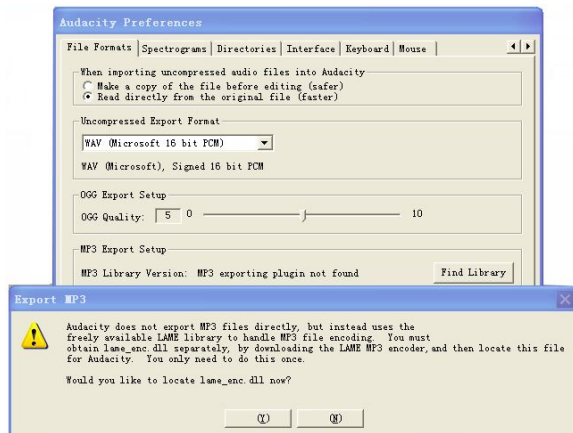 Audacity Preferences
File Formats Spectrograms Directories Interface Keyboard Mouse
When importing uncompressed audio files into Audacity
Make a copy of the file before editing (safer)
Read directly from the original file (faster)
Uncompressed Export Format
WAV (Microsoft 16 bit PCM)
WAV (Microsoft), Signed 16 bit PCM
OGG Export Setup
OGG Quality: 5 0 10
MP3 Export Setup
MP3 Library Version: MP3 exporting plugin not found Find Library
Export MP3
Audacity does not export MP3 files directly, but instead uses the
freely available LAME library to handle MP3 file encoding. You must
obtain lame_enc.dll separately, by downloading the LAME MP3 encoder, and then locate this file
for Audacity. You only need to do this once.
Would you like to locate lame_enc.dll now?
(Y) (N)